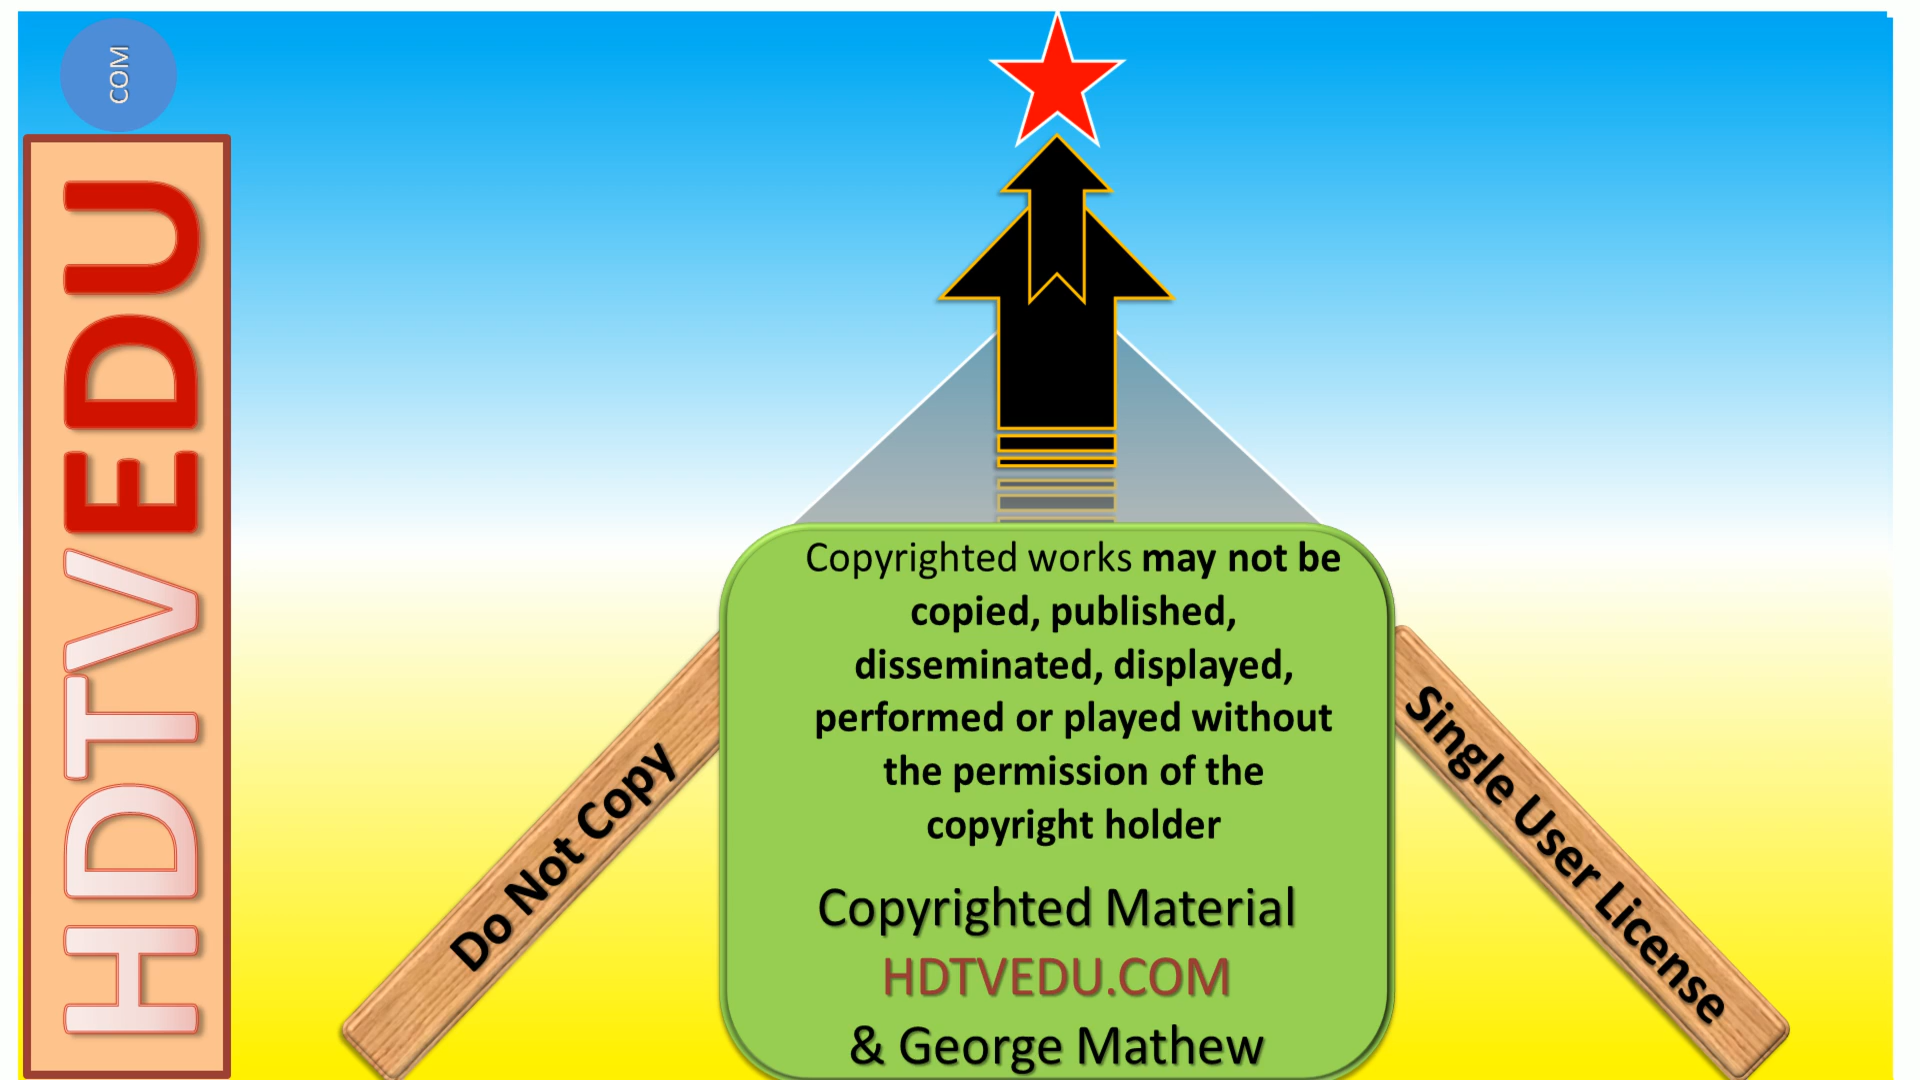 COM
HDTVEDU
Copyrighted works may not be
copied, published,
disseminated, displayed,
performed or played without
the permission of the
copyright holder
Copyrighted Material
HDTVEDU.COM
& George Mathew
Do Not Copy
Single User License